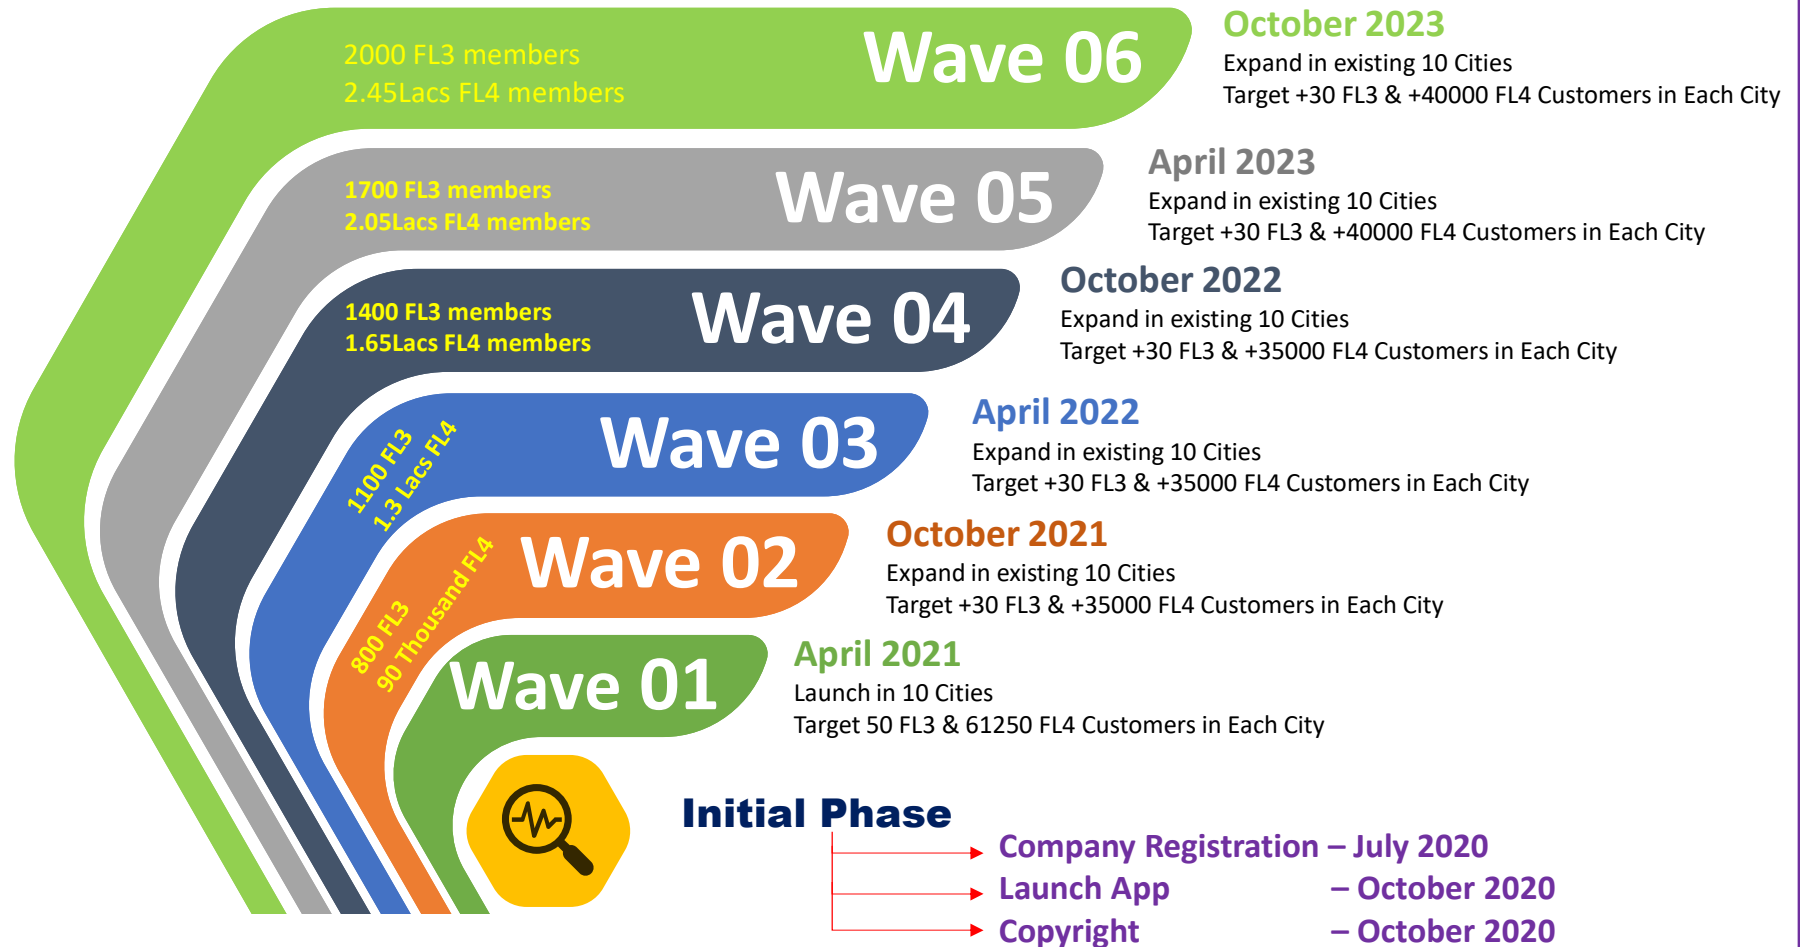 2000 FL3 members
2.45Lacs FL4 members
Wave 06
October 2023
Expand in existing 10 Cities
Target +30 FL3 & +40000 FL4 Customers in Each City
1700 FL3 members
2.05Lacs FL4 members
Wave 05
April 2023
Expand in existing 10 Cities
Target +30 FL3 & +40000 FL4 Customers in Each City
1400 FL3 members
1.65Lacs FL4 members
Wave 04
October 2022
Expand in existing 10 Cities
Target +30 FL3 & +35000 FL4 Customers in Each City
1100 FL3
1.3 Lacs FL4
Wave 03
April 2022
Expand in existing 10 Cities
Target +30 FL3 & +35000 FL4 Customers in Each City
800 FL3
90 Thousand FL4
Wave 02
October 2021
Expand in existing 10 Cities
Target +30 FL3 & +35000 FL4 Customers in Each City
Wave 01
April 2021
Launch in 10 Cities
Target 50 FL3 & 61250 FL4 Customers in Each City
Initial Phase
Company Registration – July 2020
Launch App – October 2020
Copyright – October 2020